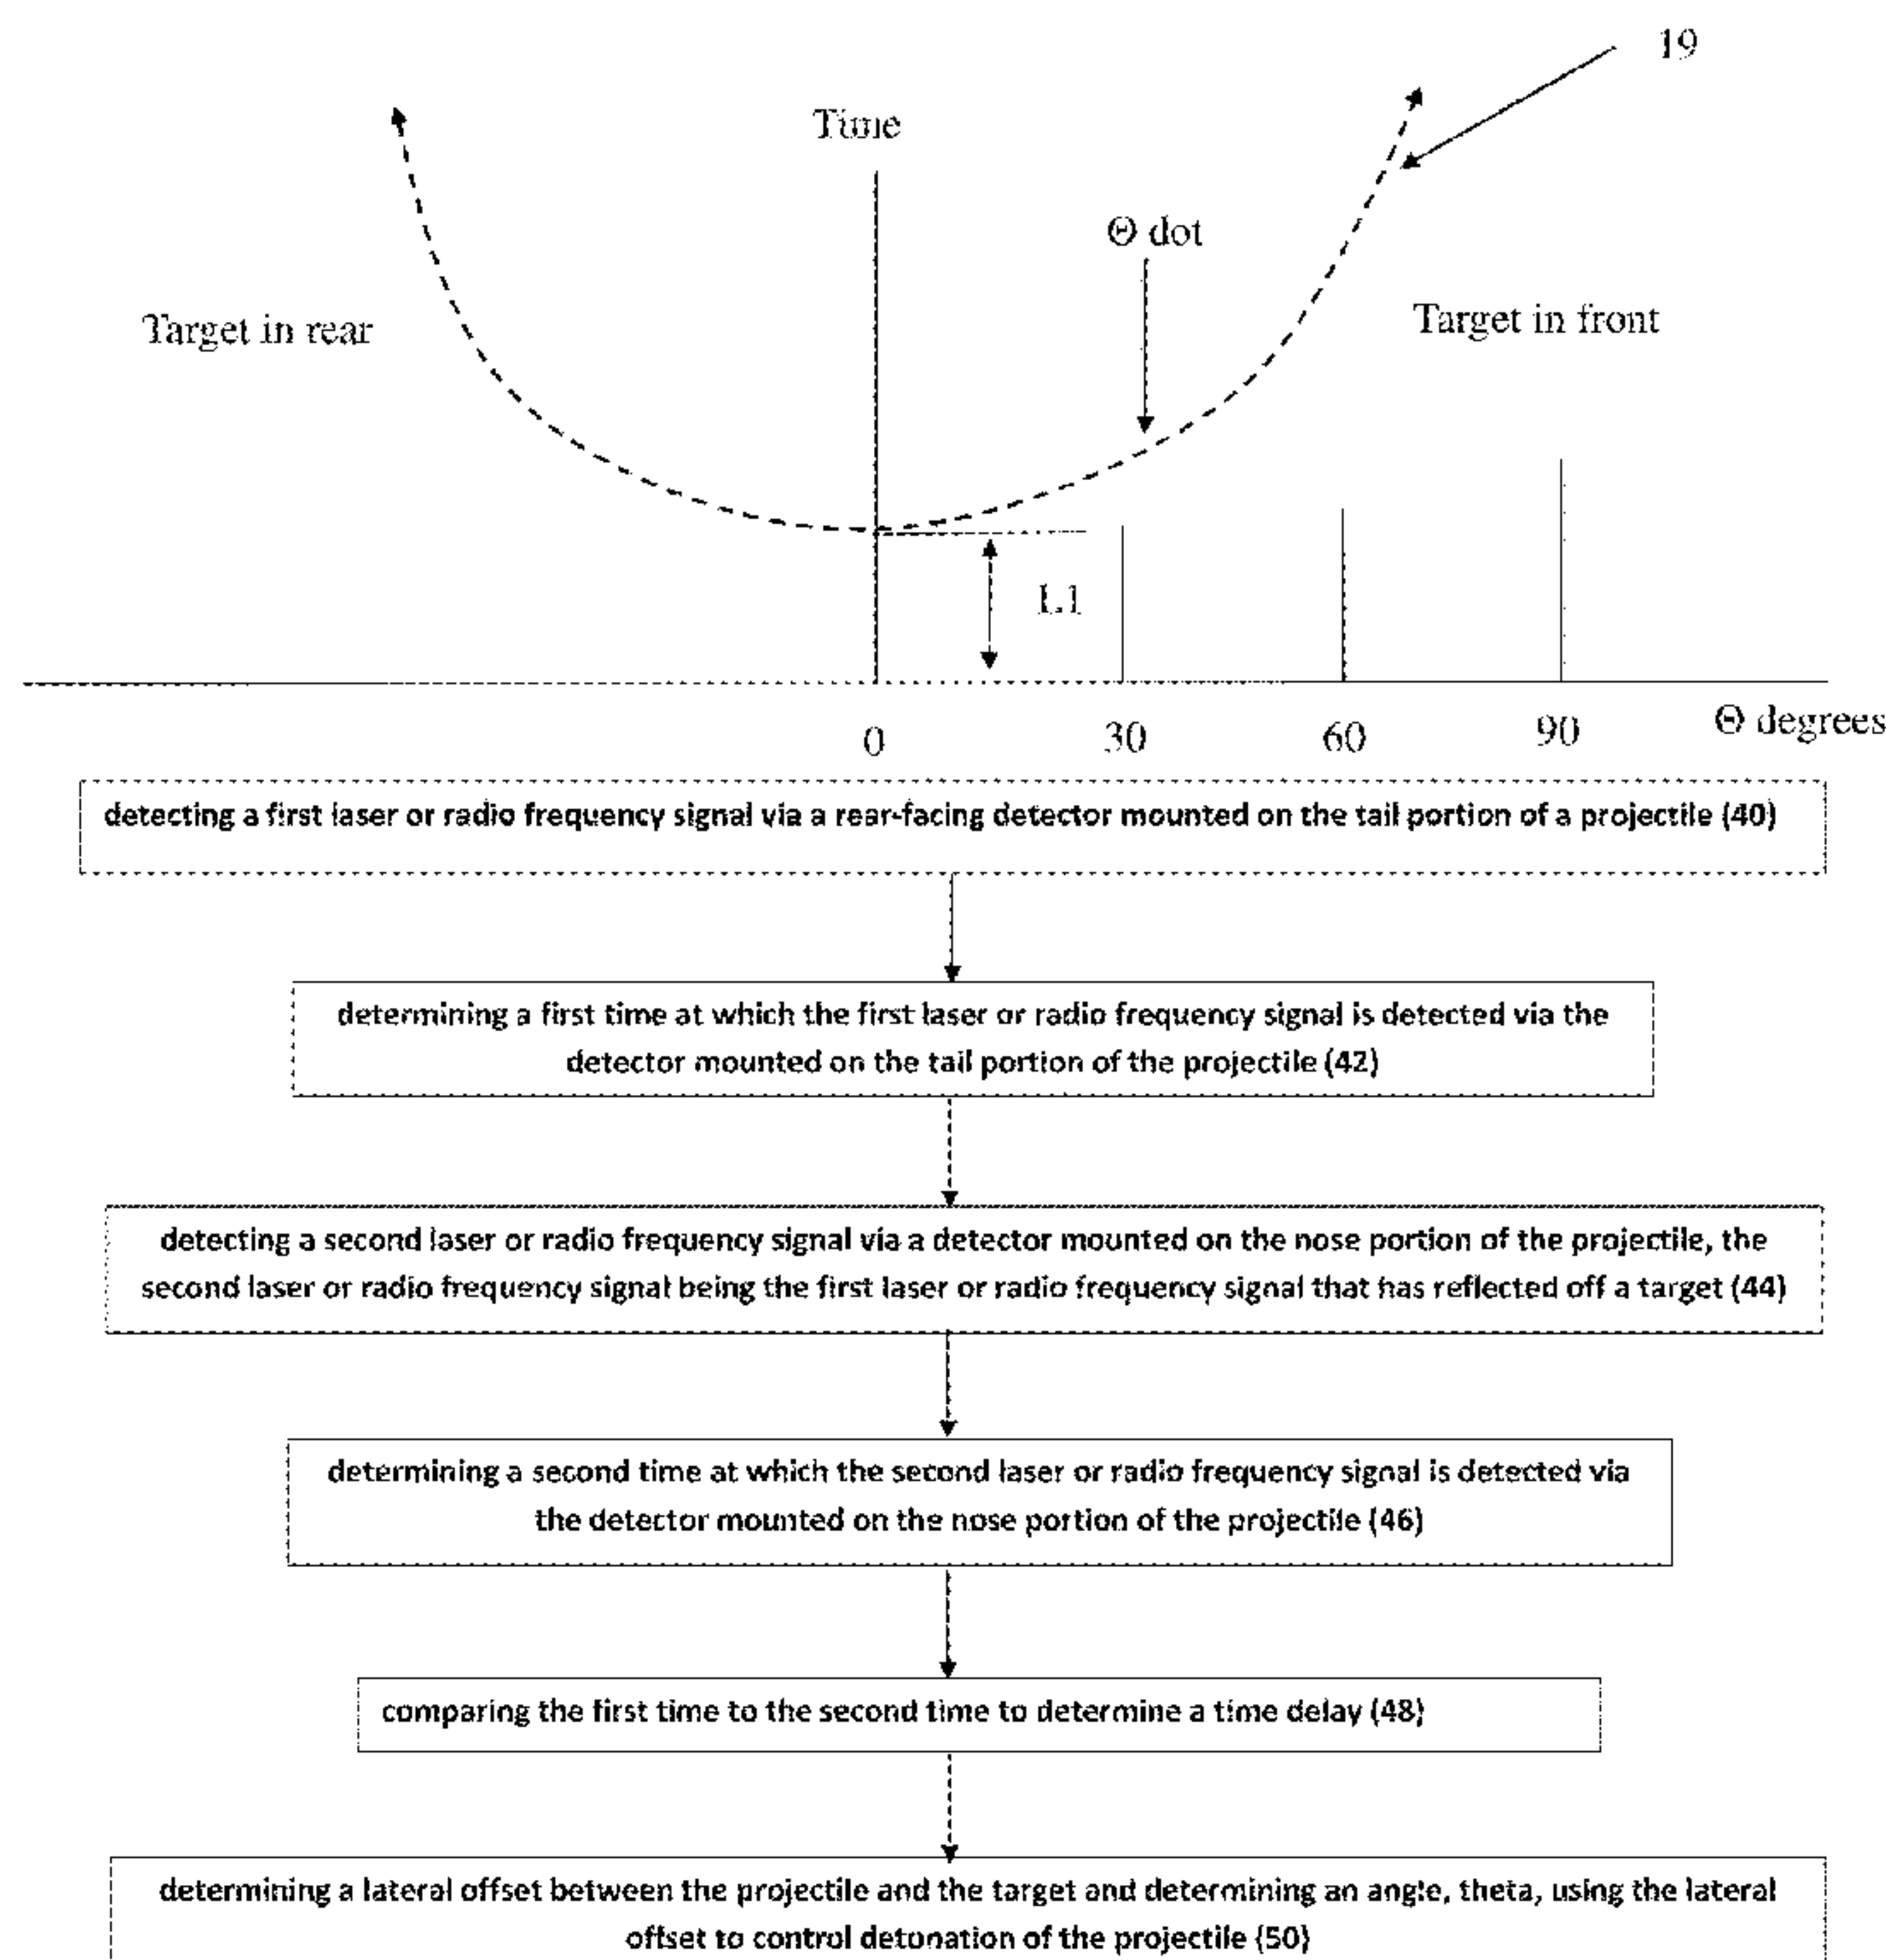 19
Time
Θ dot
Target in rear
Target in front
L1
0
30
60
90
Θ degrees
detecting a first laser or radio frequency signal via a rear-facing detector mounted on the tail portion of a projectile (40)
determining a first time at which the first laser or radio frequency signal is detected via the
detector mounted on the tail portion of the projectile (42)
detecting a second laser or radio frequency signal via a detector mounted on the nose portion of the projectile, the
second laser or radio frequency signal being the first laser or radio frequency signal that has reflected off a target (44)
determining a second time at which the second laser or radio frequency signal is detected via
the detector mounted on the nose portion of the projectile (46)
comparing the first time to the second time to determine a time delay (48)
determining a lateral offset between the projectile and the target and determining an angle, theta, using the lateral
offset to control detonation of the projectile (50)